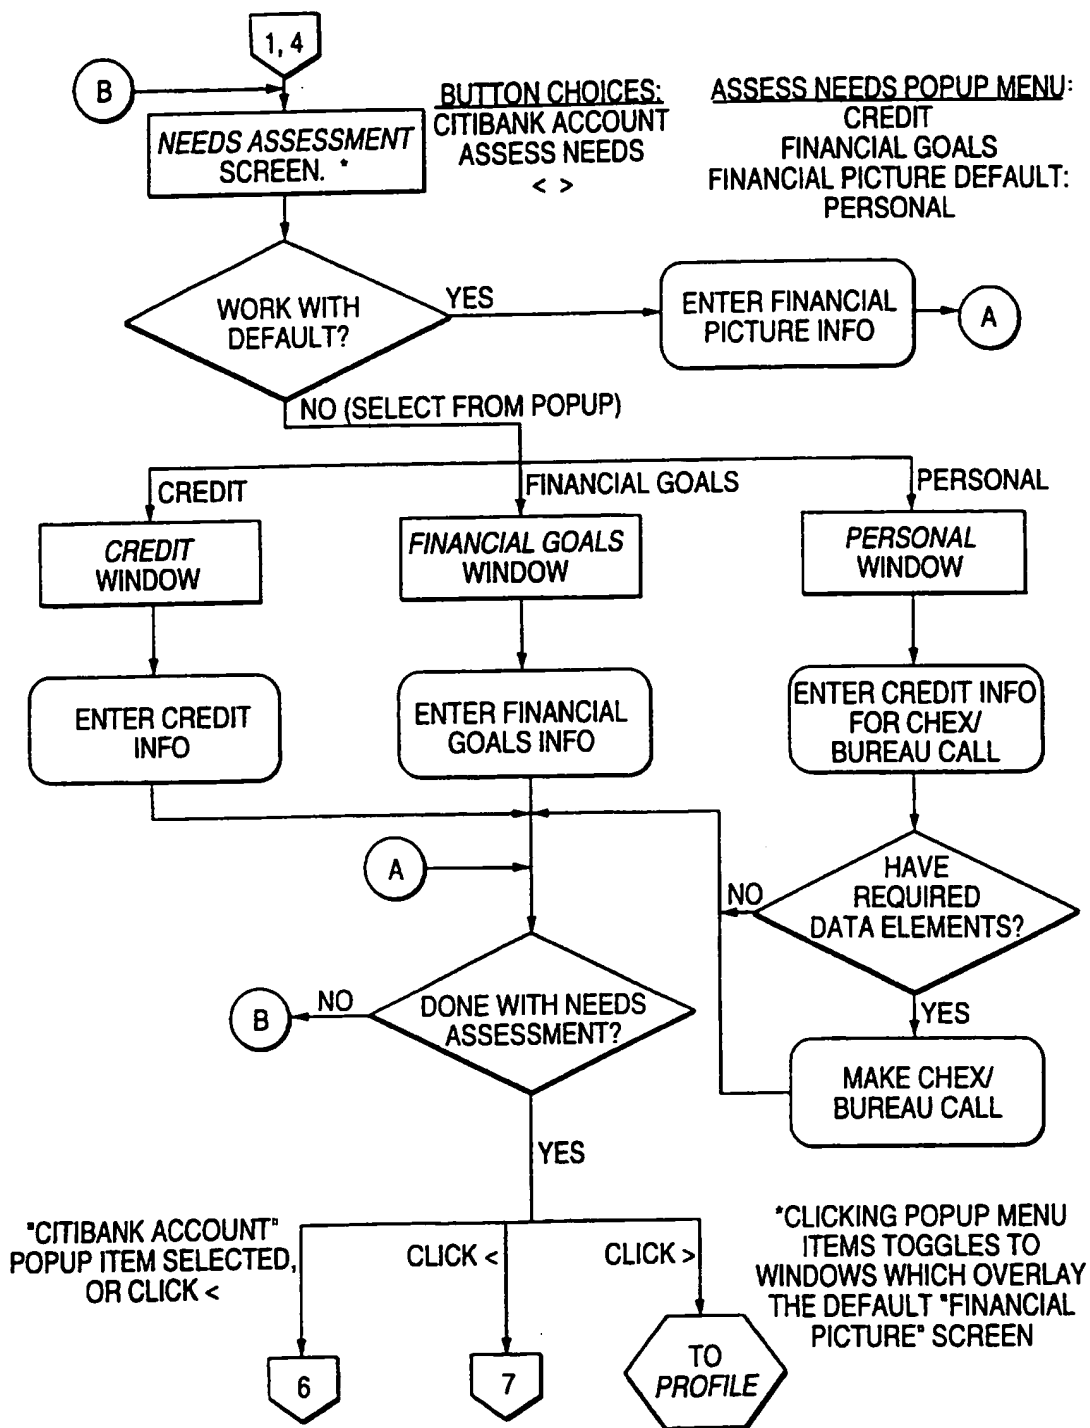 1, 4
B
NEEDS ASSESSMENT
SCREEN. *
BUTTON CHOICES:
CITIBANK ACCOUNT
ASSESS NEEDS
< >
ASSESS NEEDS POPUP MENU:
CREDIT
FINANCIAL GOALS
FINANCIAL PICTURE DEFAULT:
PERSONAL
WORK WITH
DEFAULT?
YES
ENTER FINANCIAL
PICTURE INFO
A
NO (SELECT FROM POPUP)
CREDIT
FINANCIAL GOALS
PERSONAL
CREDIT
WINDOW
FINANCIAL GOALS
WINDOW
PERSONAL
WINDOW
ENTER CREDIT
INFO
ENTER FINANCIAL
GOALS INFO
ENTER CREDIT INFO
FOR CHEX/
BUREAU CALL
A
HAVE
REQUIRED
DATA ELEMENTS?
NO
YES
MAKE CHEX/
BUREAU CALL
DONE WITH NEEDS
ASSESSMENT?
NO
B
YES
"CITIBANK ACCOUNT"
POPUP ITEM SELECTED,
OR CLICK <
CLICK <
CLICK >
*CLICKING POPUP MENU
ITEMS TOGGLES TO
WINDOWS WHICH OVERLAY
THE DEFAULT "FINANCIAL
PICTURE" SCREEN
6
7
TO
PROFILE